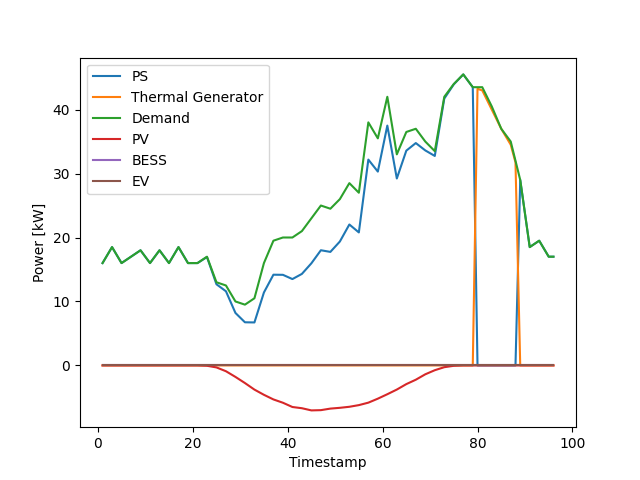 PS
Thermal Generator
Demand
PV
BESS
EV
Power [kW]
40
30
20
10
0
0 20 40 60 80 100
Timestamp